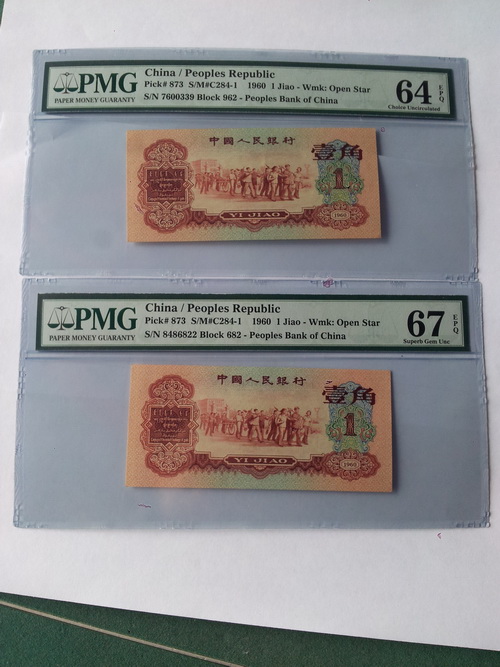 PMG
PAPER MONEY GUARANTY
China / Peoples Republic
Pick# 873 S/M#C284-1 1960 1 Jiao - Wmk: Open Star
S/N 7600339 Block 962 - Peoples Bank of China
64 EPQ
Choice Uncirculated
中国人民银行
壹角
1
YI JIAO
1960
PMG
PAPER MONEY GUARANTY
China / Peoples Republic
Pick# 873 S/M#C284-1 1960 1 Jiao - Wmk: Open Star
S/N 8486822 Block 682 - Peoples Bank of China
67 EPQ
Superb Gem Unc
中国人民银行
壹角
1
YI JIAO
1960